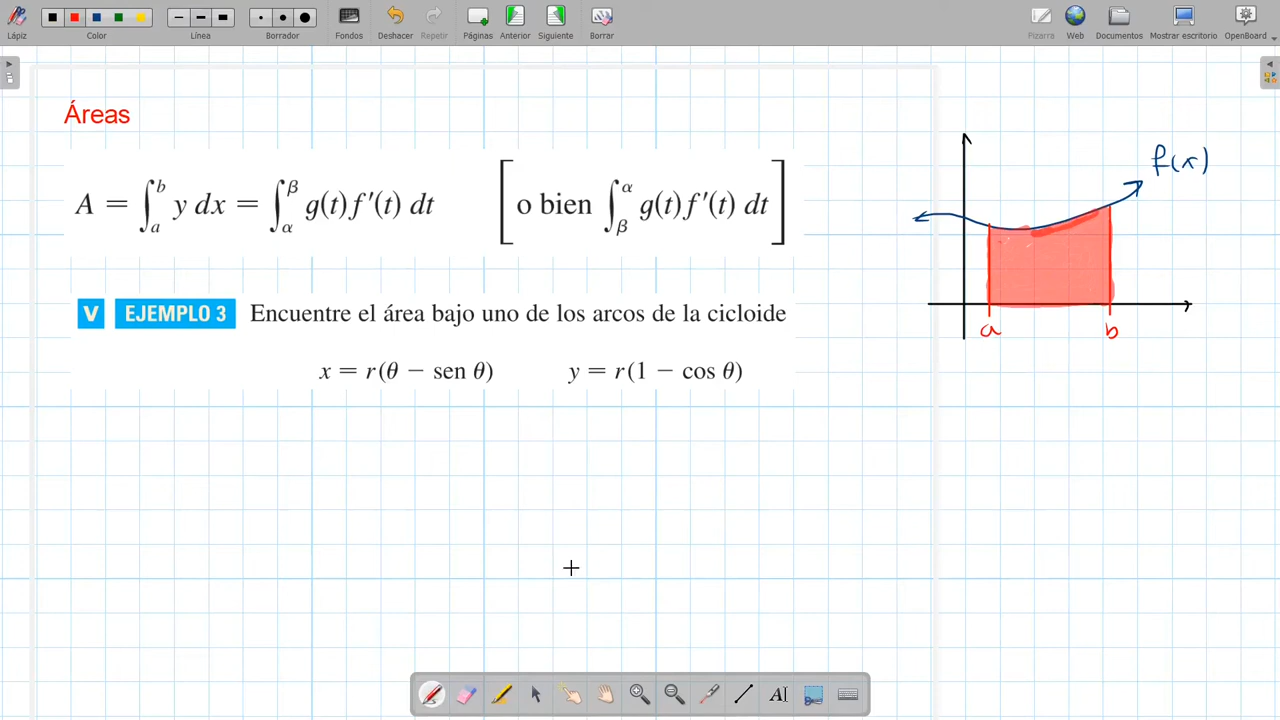 Lápiz Color Línea Borrador Fondos Deshacer Repetir Páginas Anterior Siguiente Borrar Pizarra Web Documentos Mostrar escritorio OpenBoard
Áreas
A = ∫_a^b y dx = ∫_α^β g(t)f'(t) dt [o bien ∫_β^α g(t)f'(t) dt]
f(x)
V EJEMPLO 3 Encuentre el área bajo uno de los arcos de la cicloide
a b
x = r(θ − sen θ) y = r(1 − cos θ)